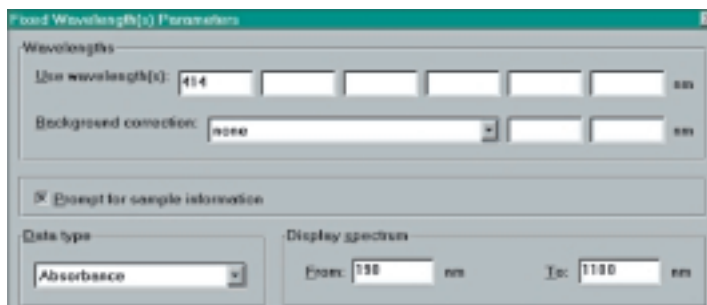 Fixed Wavelength(s) Parameters
Wavelengths
Use wavelength(s): 414 nm
Background correction: none nm
Prompt for sample information
Data type
Absorbance
Display spectrum
From: 190 nm To: 1100 nm